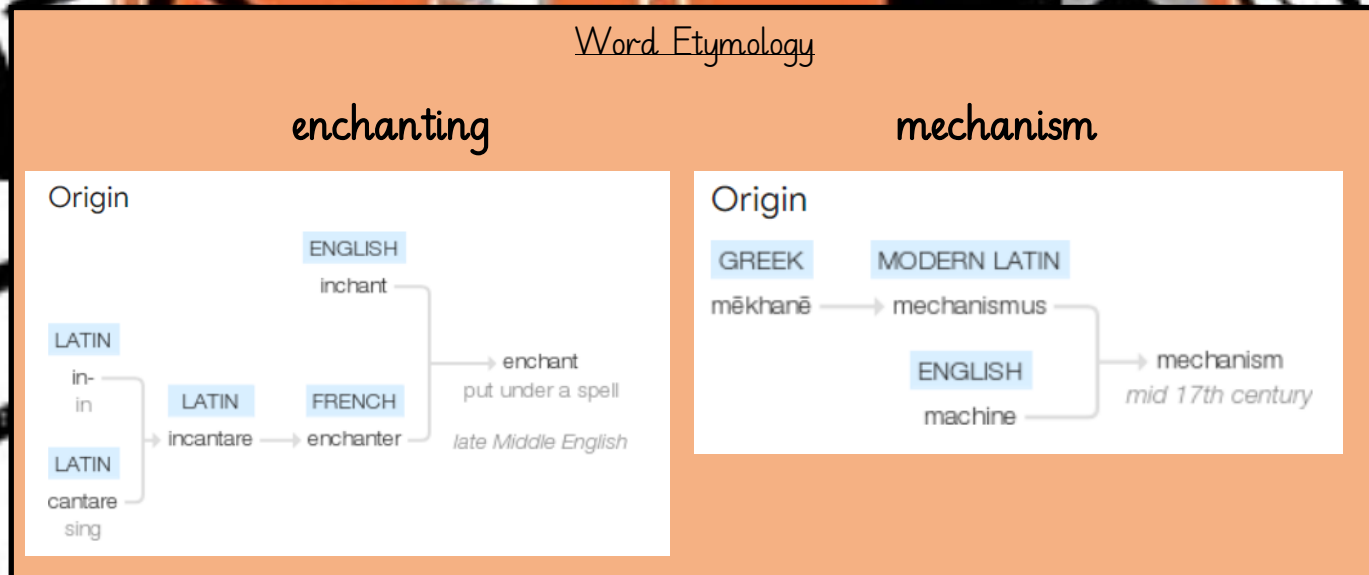 Word Etymology
enchanting
Origin
ENGLISH
inchant
LATIN
in-
in
LATIN
cantare
sing
LATIN
incantare
FRENCH
enchanter
enchant
put under a spell
late Middle English
mechanism
Origin
GREEK
mēkhanē
MODERN LATIN
mechanismus
ENGLISH
machine
mechanism
mid 17th century